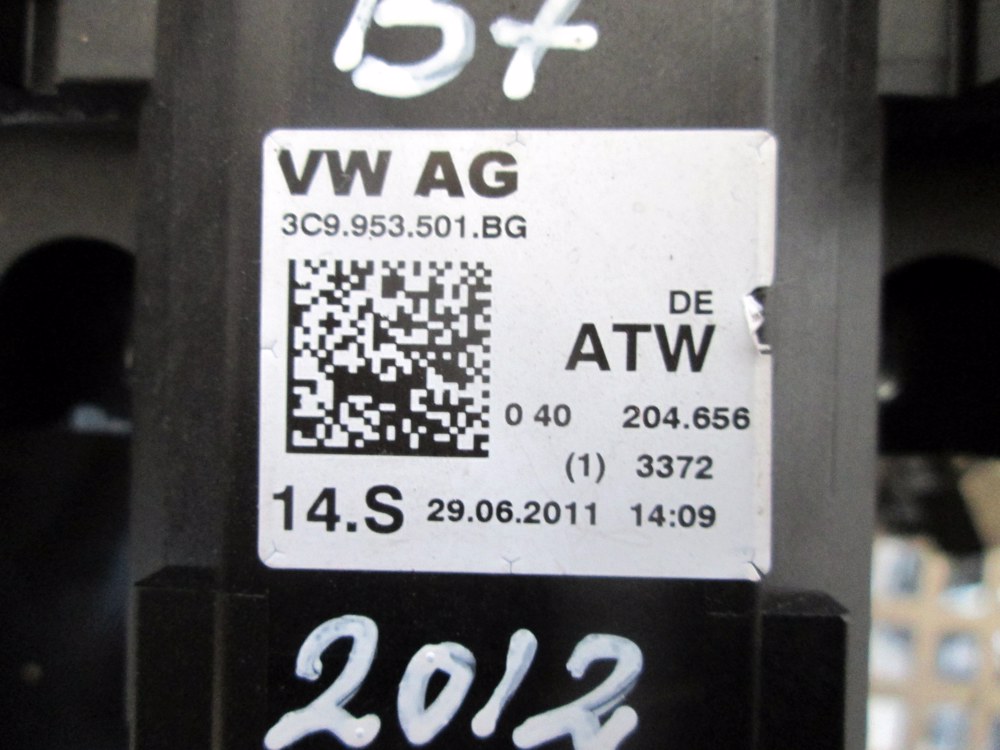 B7
VW AG
3C9.953.501.BG
DE
ATW
0 40 204.656
(1) 3372
14.S 29.06.2011 14:09
2012